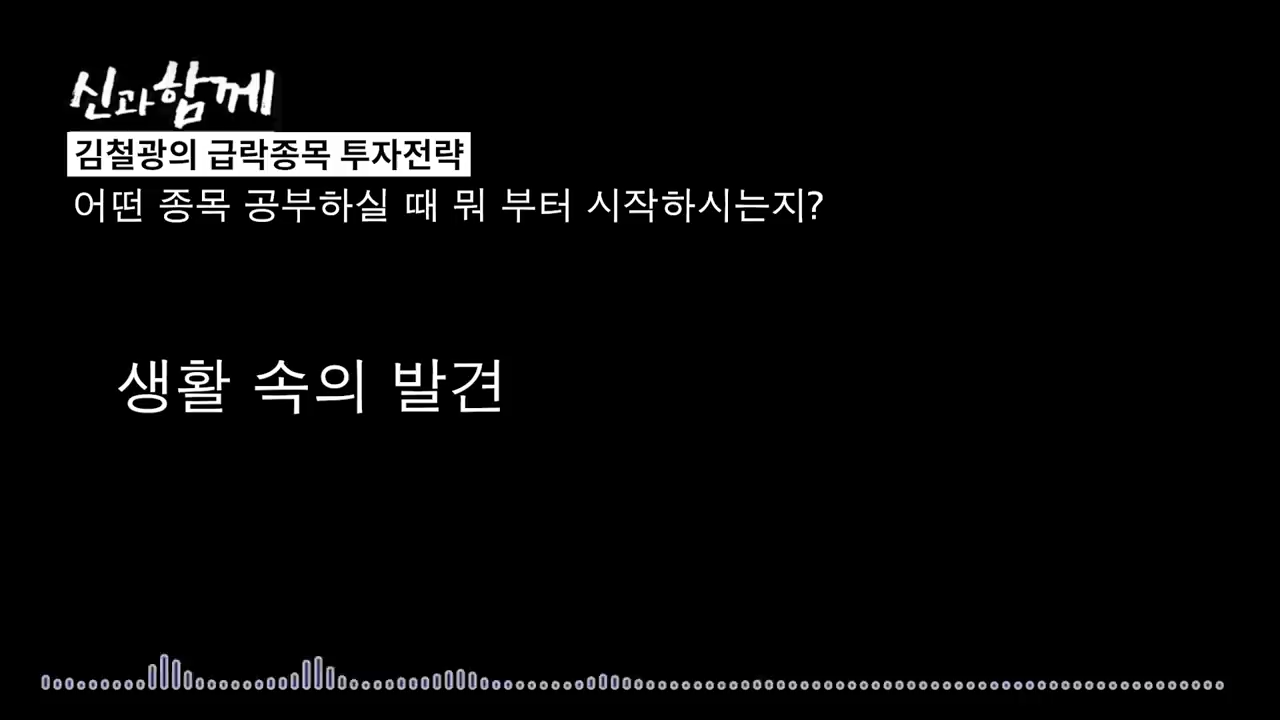 신과함께
김철광의 급락종목 투자전략
어떤 종목 공부하실 때 뭐 부터 시작하시는지?
생활 속의 발견